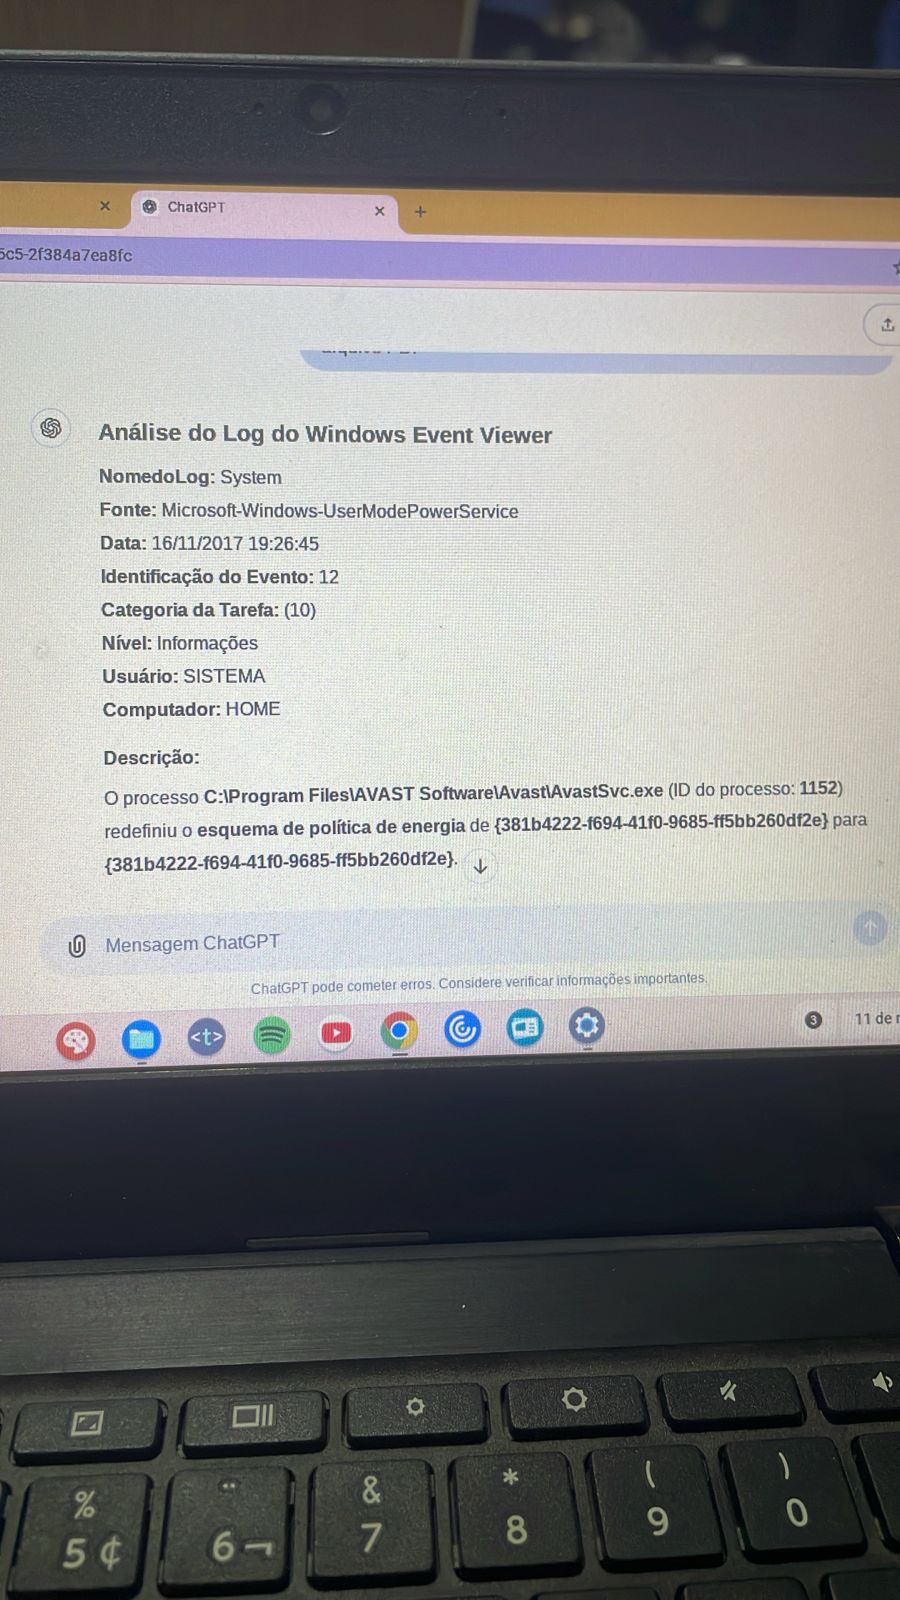 ChatGPT
5c5-2f384a7ea8fc
Análise do Log do Windows Event Viewer
NomedoLog: System
Fonte: Microsoft-Windows-UserModePowerService
Data: 16/11/2017 19:26:45
Identificação do Evento: 12
Categoria da Tarefa: (10)
Nível: Informações
Usuário: SISTEMA
Computador: HOME
Descrição:
O processo C:\Program Files\AVAST Software\Avast\AvastSvc.exe (ID do processo: 1152)
redefiniu o esquema de política de energia de {381b4222-f694-41f0-9685-ff5bb260df2e} para
{381b4222-f694-41f0-9685-ff5bb260df2e}.
Mensagem ChatGPT
ChatGPT pode cometer erros. Considere verificar informações importantes.
<t>
3 11 de
% ¨ & * ( )
5 ¢ 6 ¬ 7 8 9 0